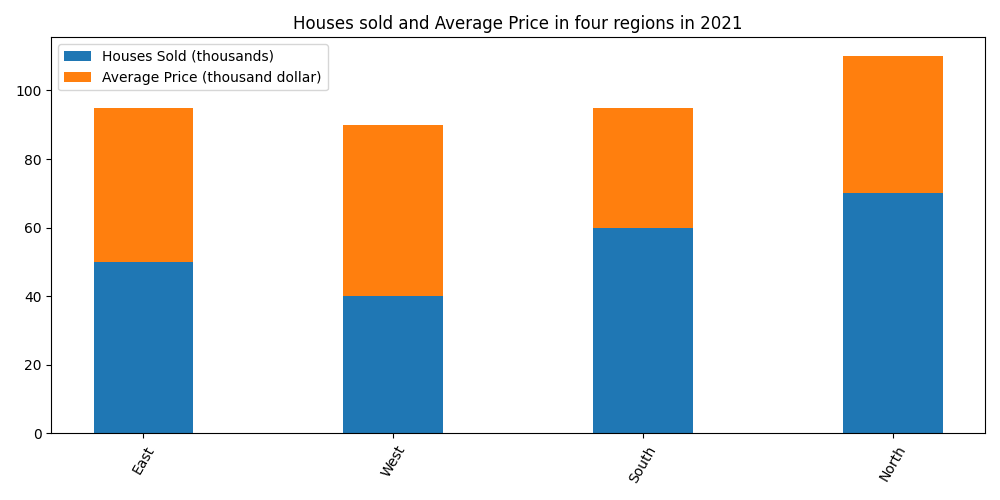 Houses sold and Average Price in four regions in 2021
Houses Sold (thousands)
Average Price (thousand dollar)
100
80
60
40
20
0
East
West
South
North